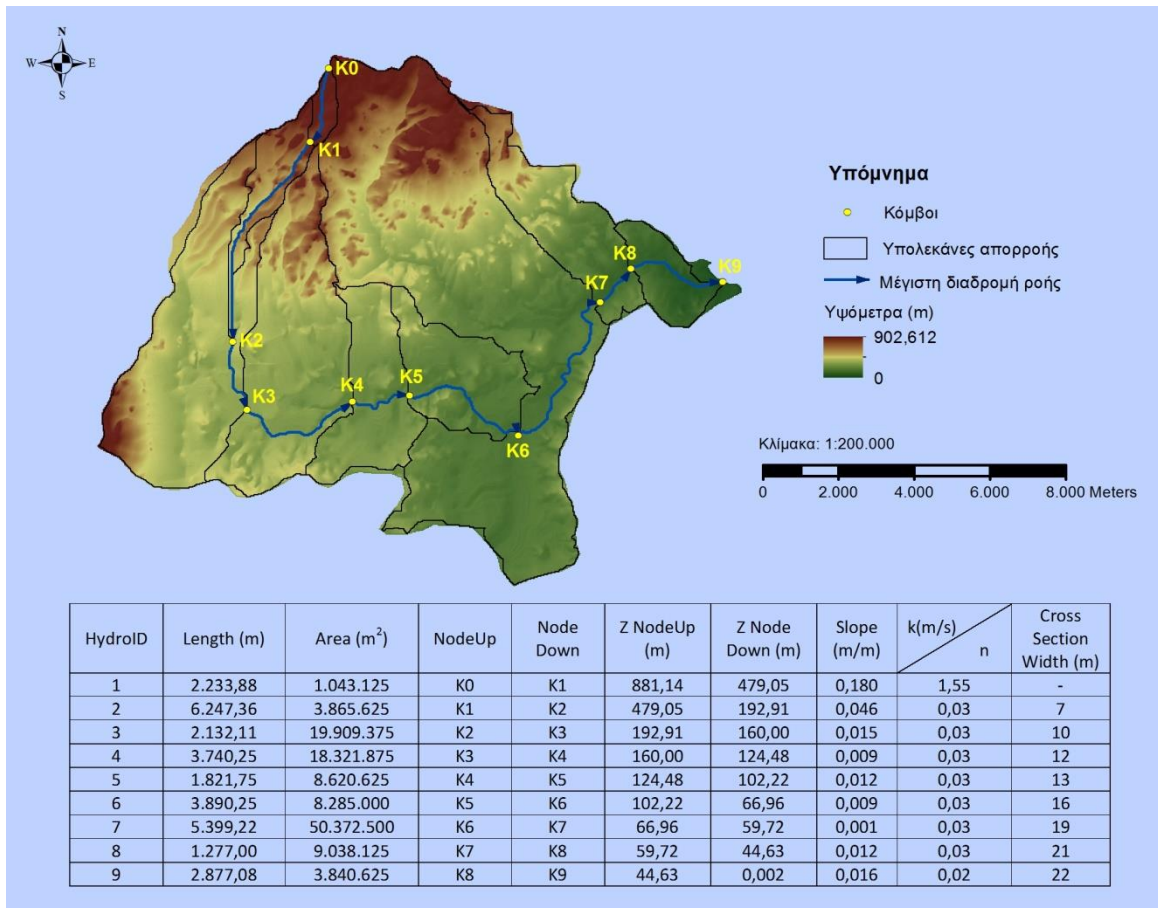 N
W E
S
K0
K1
K2
K3
K4
K5
K6
K7
K8
K9
Υπόμνημα
Κόμβοι
Υπολεκάνες απορροής
Μέγιστη διαδρομή ροής
Υψόμετρα (m)
902,612
0
Κλίμακα: 1:200.000
0 2.000 4.000 6.000 8.000 Meters
HydroID Length (m) Area (m²) NodeUp Node Down Z NodeUp (m) Z Node Down (m) Slope (m/m) k(m/s) n Cross Section Width (m)
1 2.233,88 1.043.125 K0 K1 881,14 479,05 0,180 1,55 -
2 6.247,36 3.865.625 K1 K2 479,05 192,91 0,046 0,03 7
3 2.132,11 19.909.375 K2 K3 192,91 160,00 0,015 0,03 10
4 3.740,25 18.321.875 K3 K4 160,00 124,48 0,009 0,03 12
5 1.821,75 8.620.625 K4 K5 124,48 102,22 0,012 0,03 13
6 3.890,25 8.285.000 K5 K6 102,22 66,96 0,009 0,03 16
7 5.399,22 50.372.500 K6 K7 66,96 59,72 0,001 0,03 19
8 1.277,00 9.038.125 K7 K8 59,72 44,63 0,012 0,03 21
9 2.877,08 3.840.625 K8 K9 44,63 0,002 0,016 0,02 22